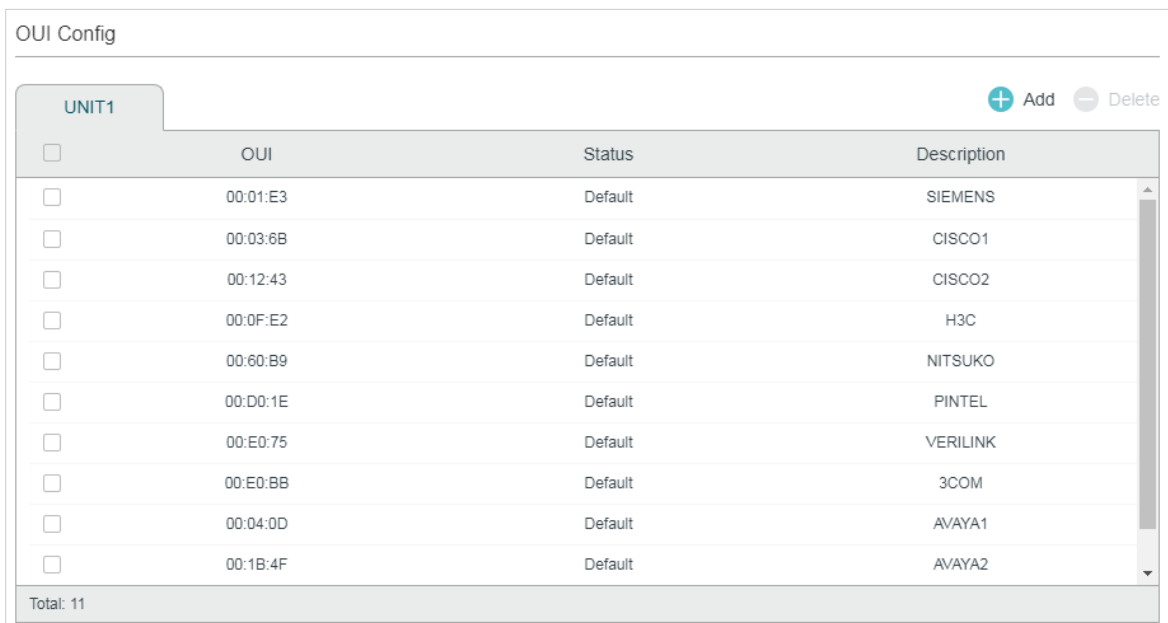 OUI Config
UNIT1
Add Delete
OUI Status Description
00:01:E3 Default SIEMENS
00:03:6B Default CISCO1
00:12:43 Default CISCO2
00:0F:E2 Default H3C
00:60:B9 Default NITSUKO
00:D0:1E Default PINTEL
00:E0:75 Default VERILINK
00:E0:BB Default 3COM
00:04:0D Default AVAYA1
00:1B:4F Default AVAYA2
Total: 11